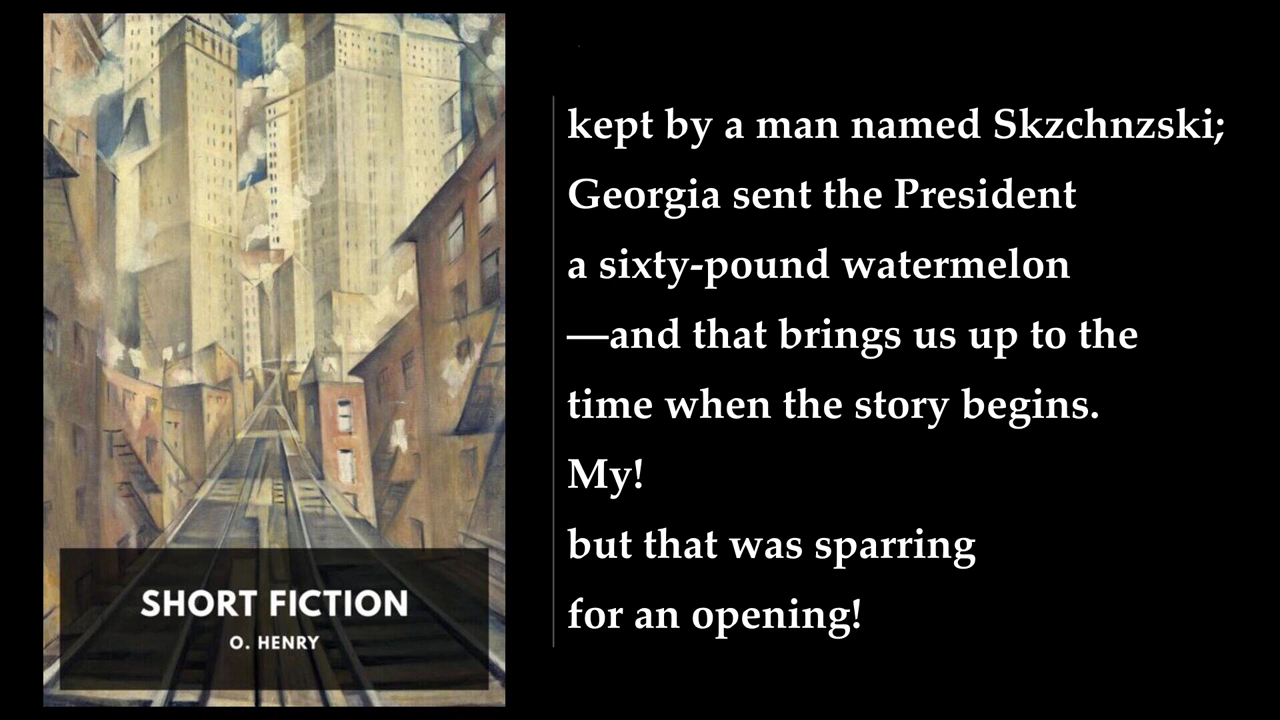 SHORT FICTION
O. HENRY
kept by a man named Skzchnzski;
Georgia sent the President
a sixty-pound watermelon
—and that brings us up to the
time when the story begins.
My!
but that was sparring
for an opening!